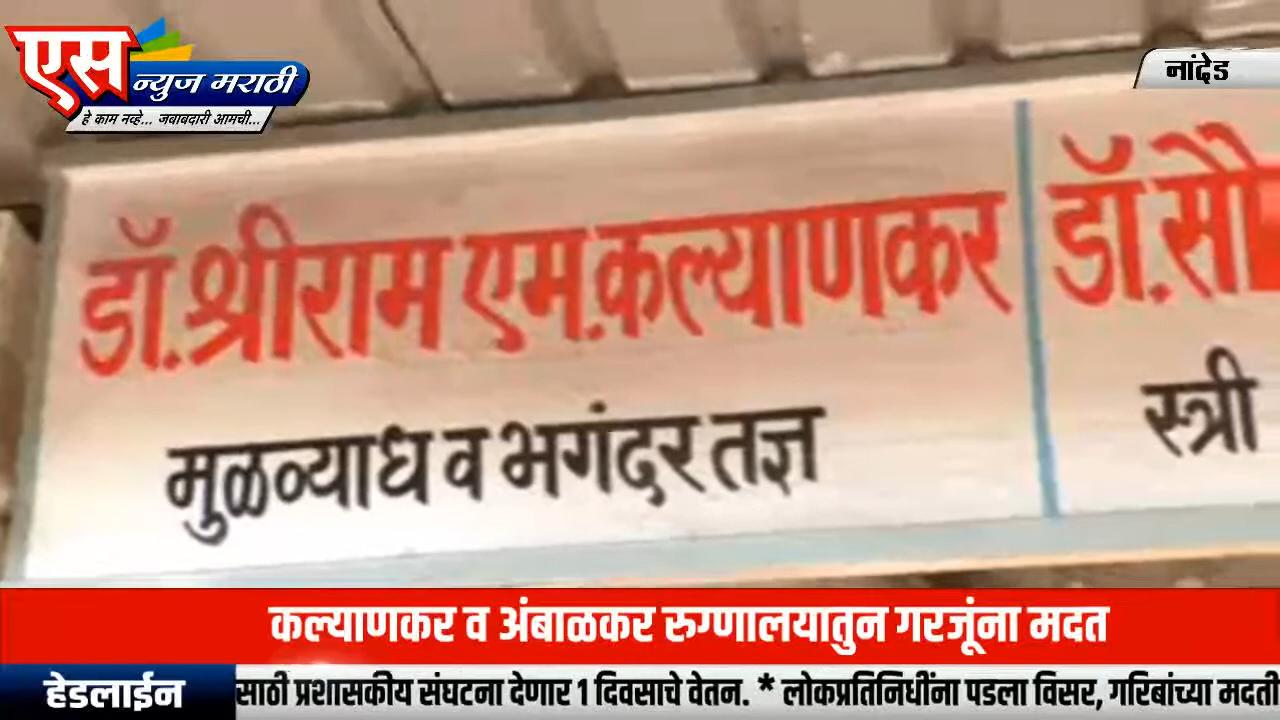 एस
न्युज मराठी
हे काम नव्हे... जबाबदारी आमची...
नांदेड
डॉ.श्रीराम एम.कल्याणकर
मुळव्याध व भगंदर तज्ञ
डॉ.सौ
स्त्री
कल्याणकर व अंबाळकर रुग्णालयातुन गरजूंना मदत
हेडलाईन
साठी प्रशासकीय संघटना देणार 1 दिवसाचे वेतन. * लोकप्रतिनिधींना पडला विसर, गरिबांच्या मदती